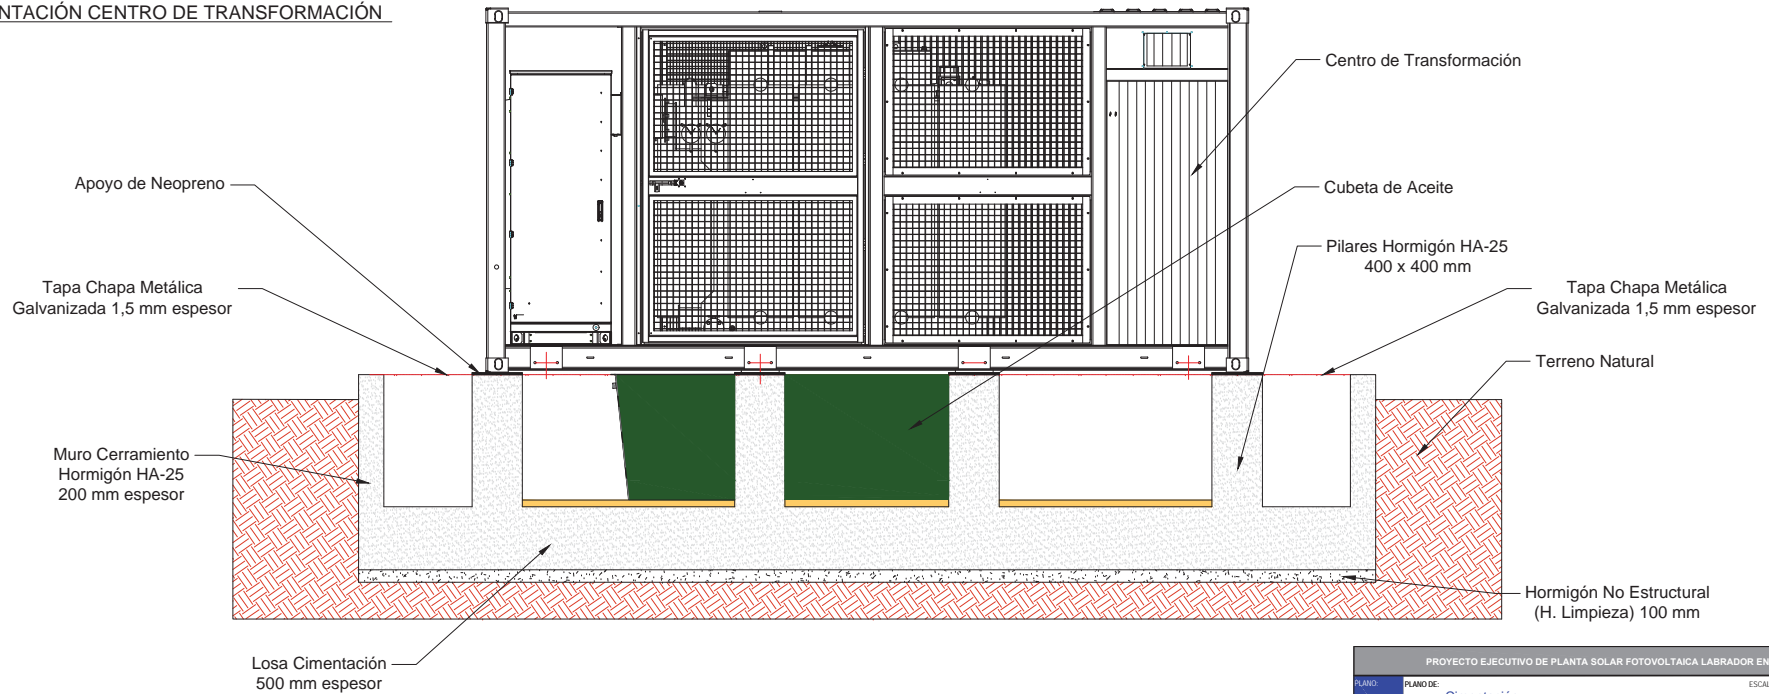 NTACIÓN CENTRO DE TRANSFORMACIÓN
Centro de Transformación
Apoyo de Neopreno
Cubeta de Aceite
Pilares Hormigón HA-25
400 x 400 mm
Tapa Chapa Metálica
Galvanizada 1,5 mm espesor
Tapa Chapa Metálica
Galvanizada 1,5 mm espesor
Terreno Natural
Muro Cerramiento
Hormigón HA-25
200 mm espesor
Hormigón No Estructural
(H. Limpieza) 100 mm
Losa Cimentación
500 mm espesor
PROYECTO EJECUTIVO DE PLANTA SOLAR FOTOVOLTAICA LABRADOR EN
PLANO:
PLANO DE:
ESCAL